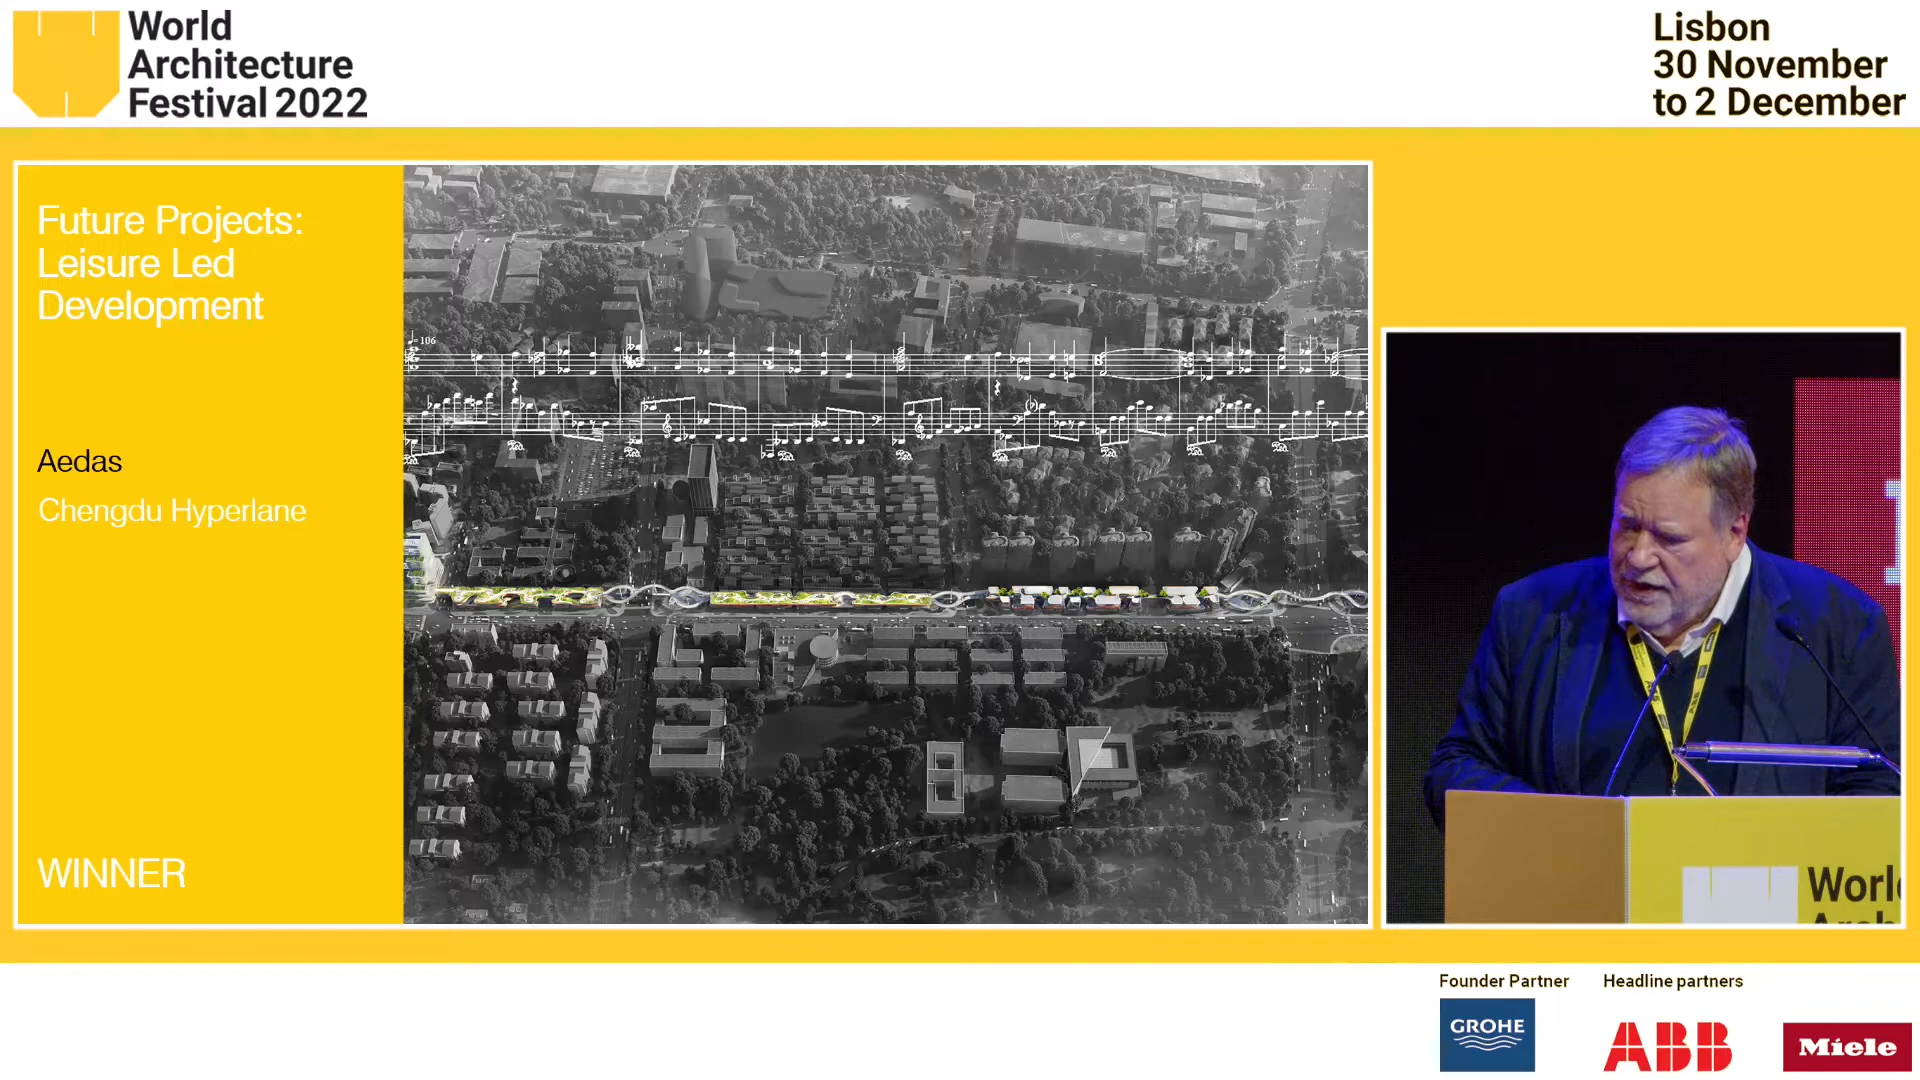 World
Architecture
Festival 2022
Lisbon
30 November
to 2 December
Future Projects:
Leisure Led
Development
Aedas
Chengdu Hyperlane
WINNER
=106
Founder Partner
Headline partners
GROHE
ABB
Miele